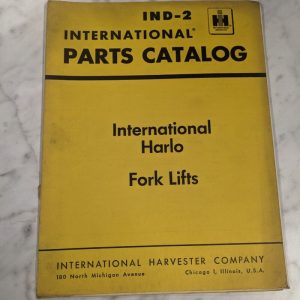 IND-2
INTERNATIONAL®
PARTS CATALOG
International
Harlo
Fork Lifts
INTERNATIONAL HARVESTER COMPANY
180 North Michigan Avenue Chicago 1, Illinois, U.S.A.